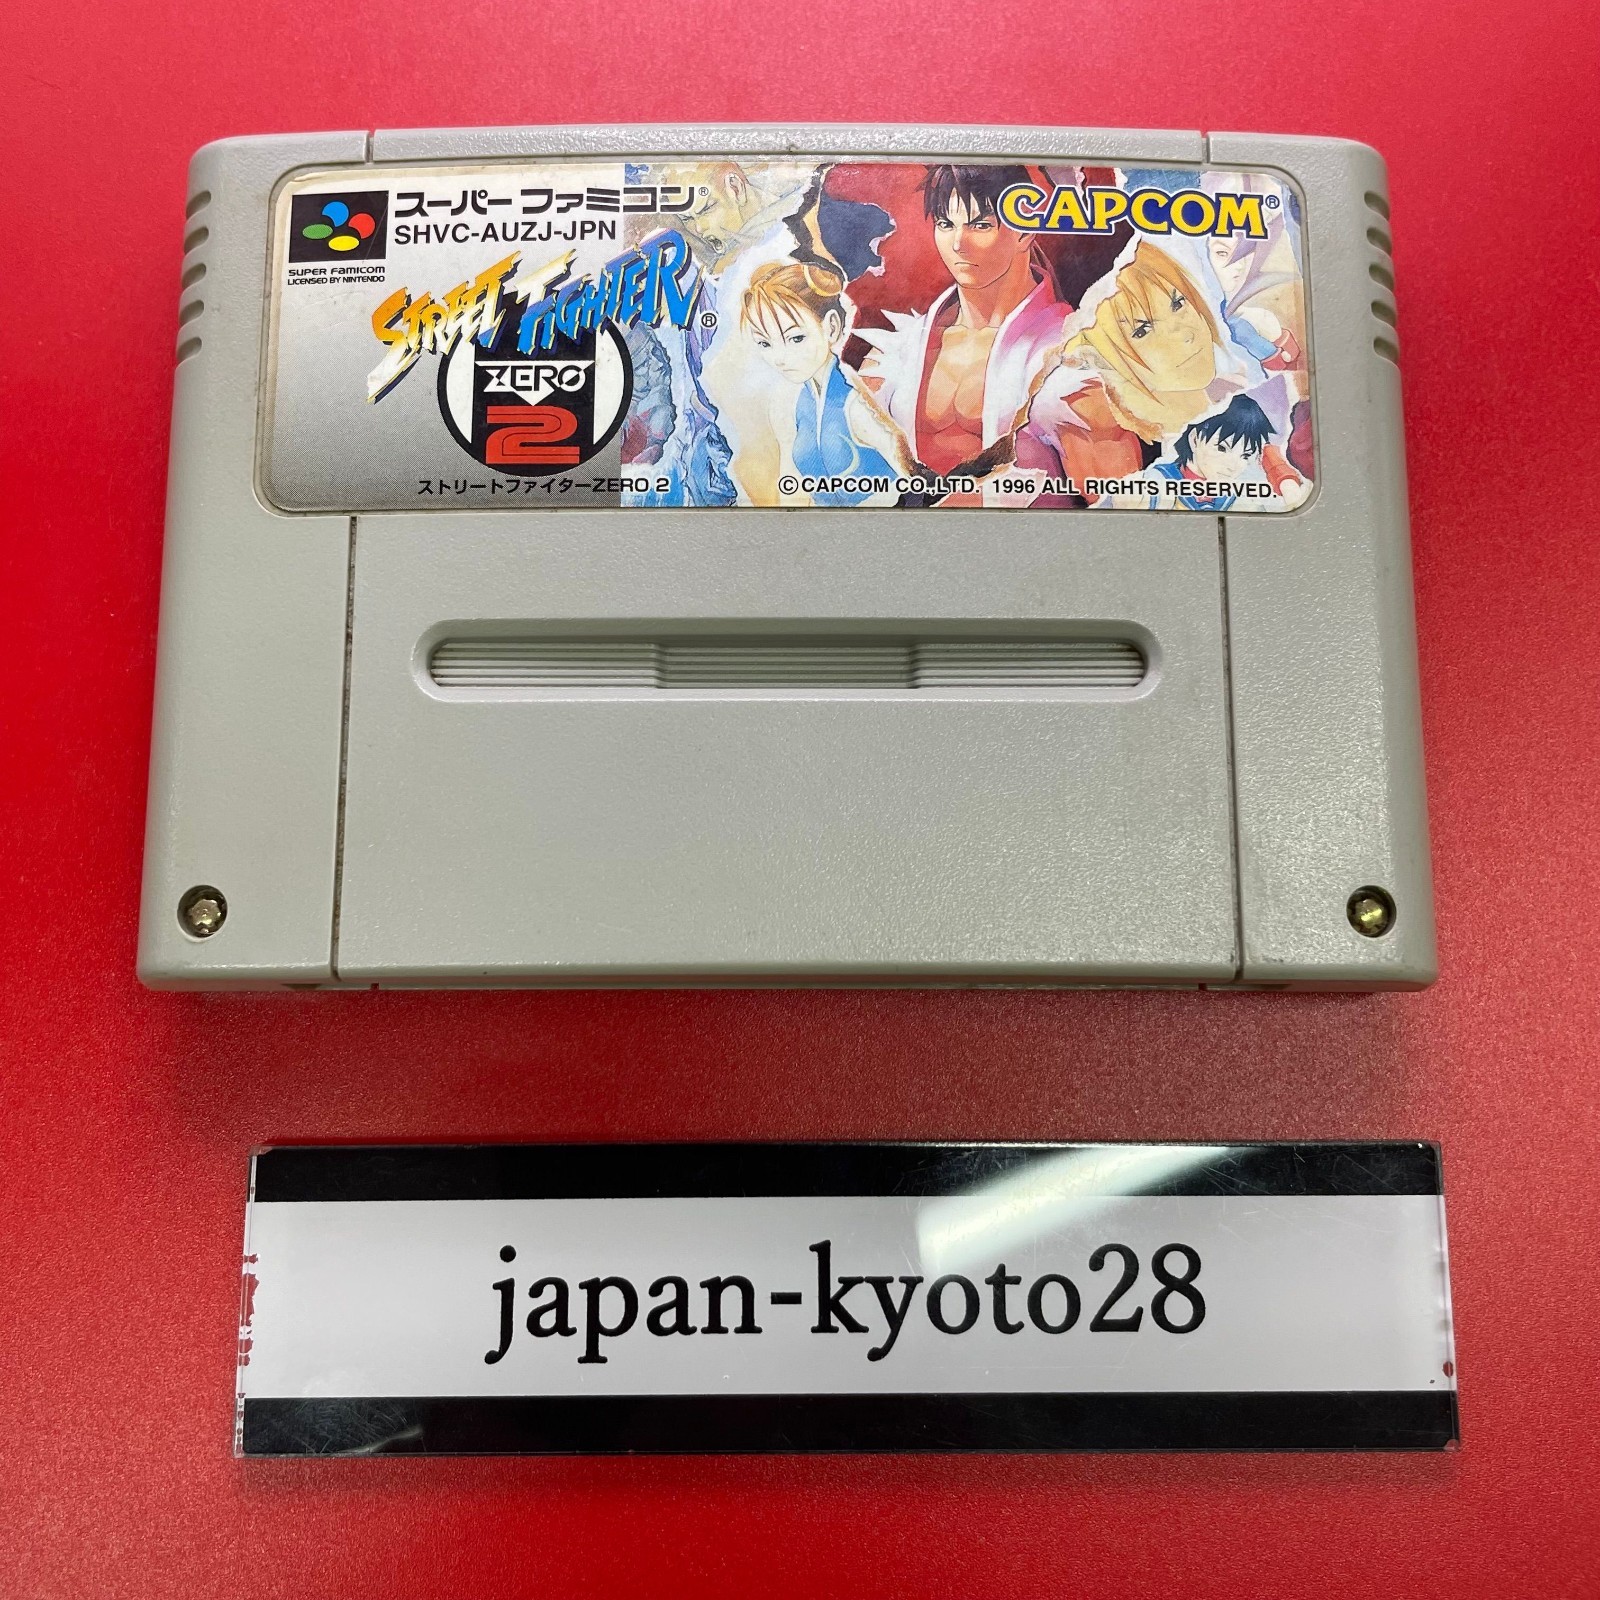 スーパーファミコン®
SHVC-AUZJ-JPN
SUPER FAMICOM
LICENSED BY NINTENDO
CAPCOM®
STREET FIGHTER®
ZERO
2
ストリートファイターZERO 2
©CAPCOM CO.,LTD. 1996 ALL RIGHTS RESERVED.
japan-kyoto28